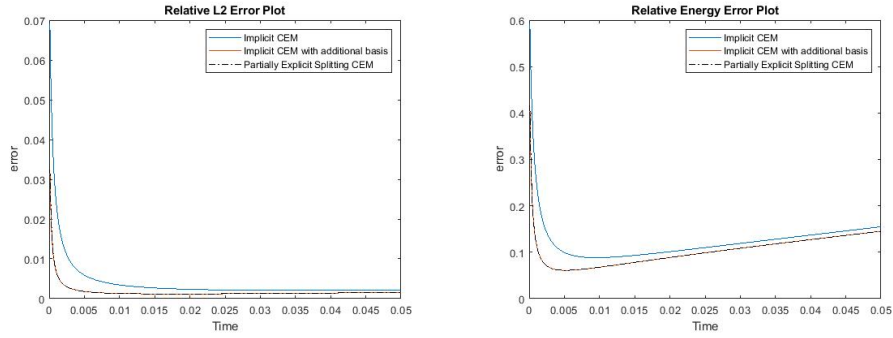 Relative L2 Error Plot
0.07
0.06
0.05
0.04
0.03
0.02
0.01
0
error
Implicit CEM
Implicit CEM with additional basis
Partially Explicit Splitting CEM
0 0.005 0.01 0.015 0.02 0.025 0.03 0.035 0.04 0.045 0.05
Time
Relative Energy Error Plot
0.6
0.5
0.4
0.3
0.2
0.1
0
error
Implicit CEM
Implicit CEM with additional basis
Partially Explicit Splitting CEM
0 0.005 0.01 0.015 0.02 0.025 0.03 0.035 0.04 0.045 0.05
Time